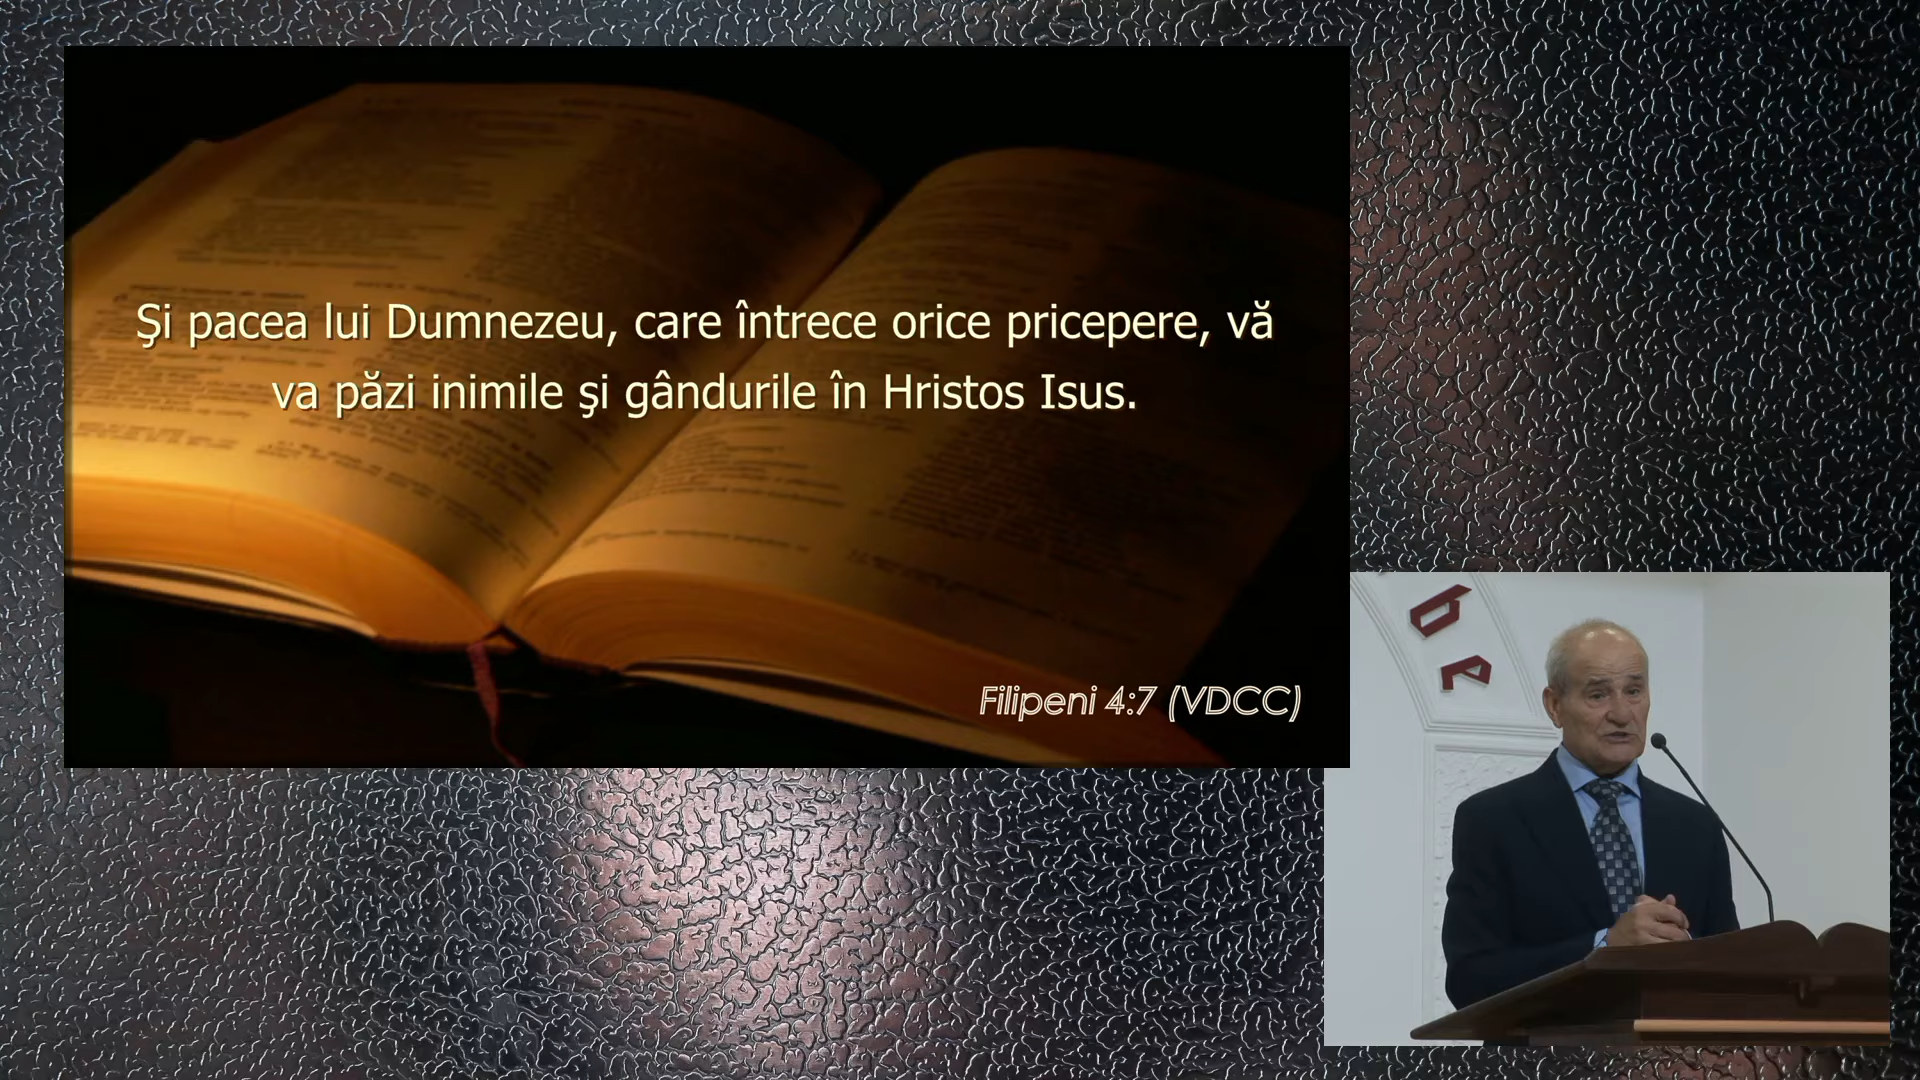 Şi pacea lui Dumnezeu, care întrece orice pricepere, vă
va păzi inimile şi gândurile în Hristos Isus.
Filipeni 4:7 (VDCC)
be